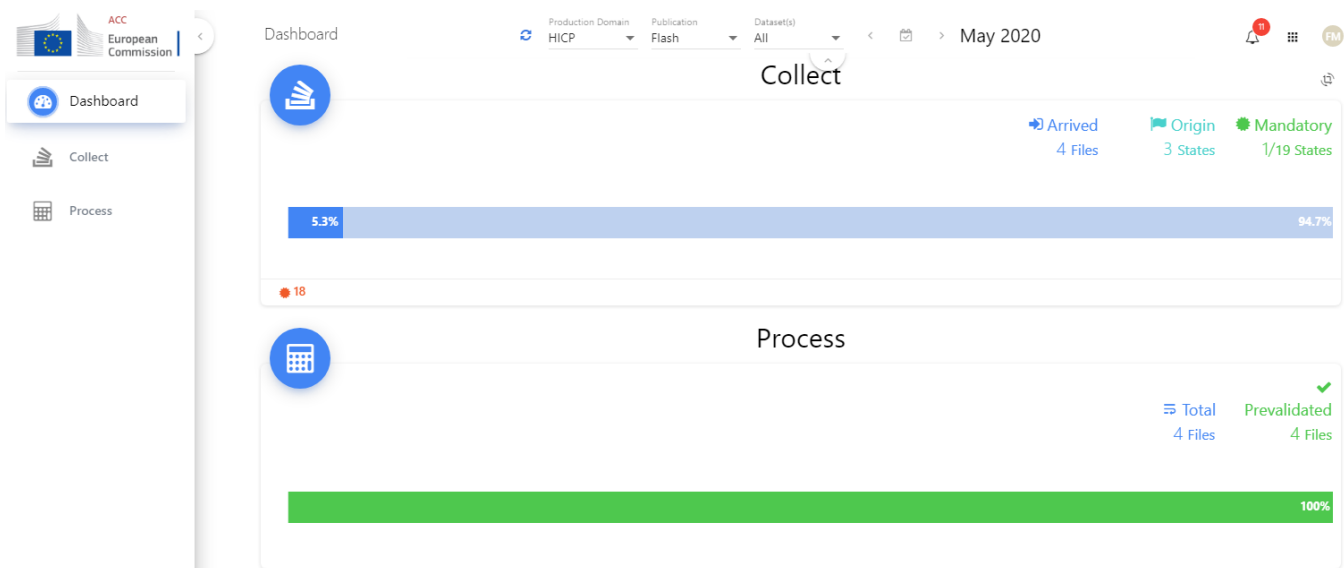 ACC
European
Commission
Dashboard
Collect
Process
Dashboard
Production Domain
HICP
Publication
Flash
Dataset(s)
All
May 2020
11
FM
Collect
Arrived
4 Files
Origin
3 States
Mandatory
1/19 States
5.3%
94.7%
18
Process
Total
4 Files
Prevalidated
4 Files
100%